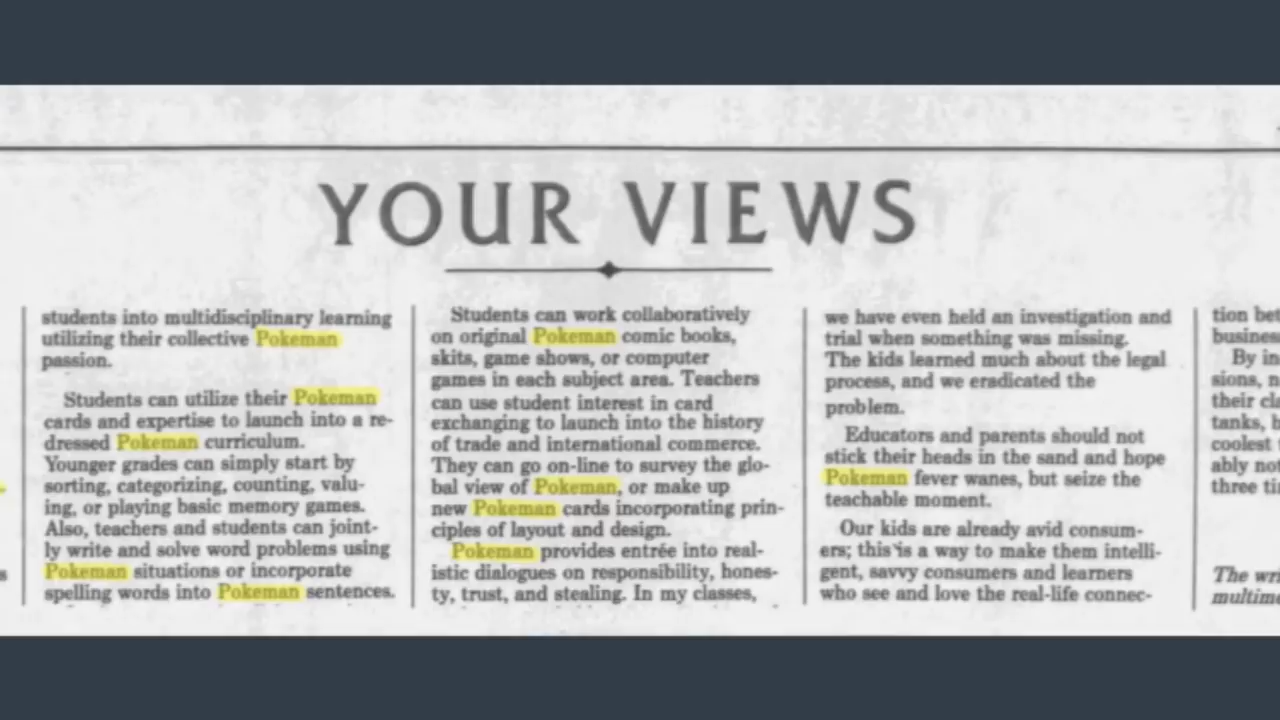 YOUR VIEWS
students into multidisciplinary learning
utilizing their collective Pokeman
passion.
Students can utilize their Pokeman
cards and expertise to launch into a re-
dressed Pokeman curriculum.
Younger grades can simply start by
sorting, categorizing, counting, valu-
ing, or playing basic memory games.
Also, teachers and students can joint-
ly write and solve word problems using
Pokeman situations or incorporate
spelling words into Pokeman sentences.
Students can work collaboratively
on original Pokeman comic books,
skits, game shows, or computer
games in each subject area. Teachers
can use student interest in card
exchanging to launch into the history
of trade and international commerce.
They can go on-line to survey the glo-
bal view of Pokeman, or make up
new Pokeman cards incorporating prin-
ciples of layout and design.
Pokeman provides entrée into real-
istic dialogues on responsibility, hones-
ty, trust, and stealing. In my classes,
we have even held an investigation and
trial when something was missing.
The kids learned much about the legal
process, and we eradicated the
problem.
Educators and parents should not
stick their heads in the sand and hope
Pokeman fever wanes, but seize the
teachable moment.
Our kids are already avid consum-
ers; this is a way to make them intelli-
gent, savvy consumers and learners
who see and love the real-life connec-
tion
By
sions,
their
tanks,
coolest
ably
three
The